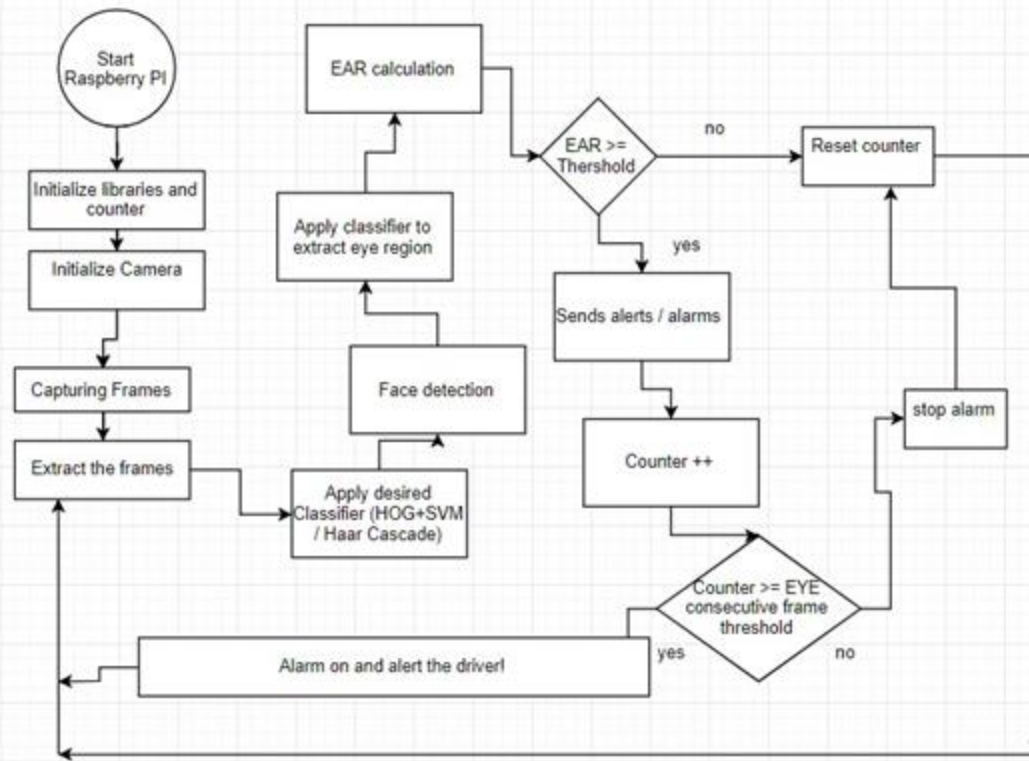 Start
Raspberry PI
Initialize libraries and
counter
Initialize Camera
Capturing Frames
Extract the frames
Apply desired
Classifier (HOG+SVM
/ Haar Cascade)
Face detection
Apply classifier to
extract eye region
EAR calculation
EAR >=
Thershold
no
Reset counter
yes
Sends alerts / alarms
Counter ++
Counter >= EYE
consecutive frame
threshold
no
stop alarm
yes
Alarm on and alert the driver!